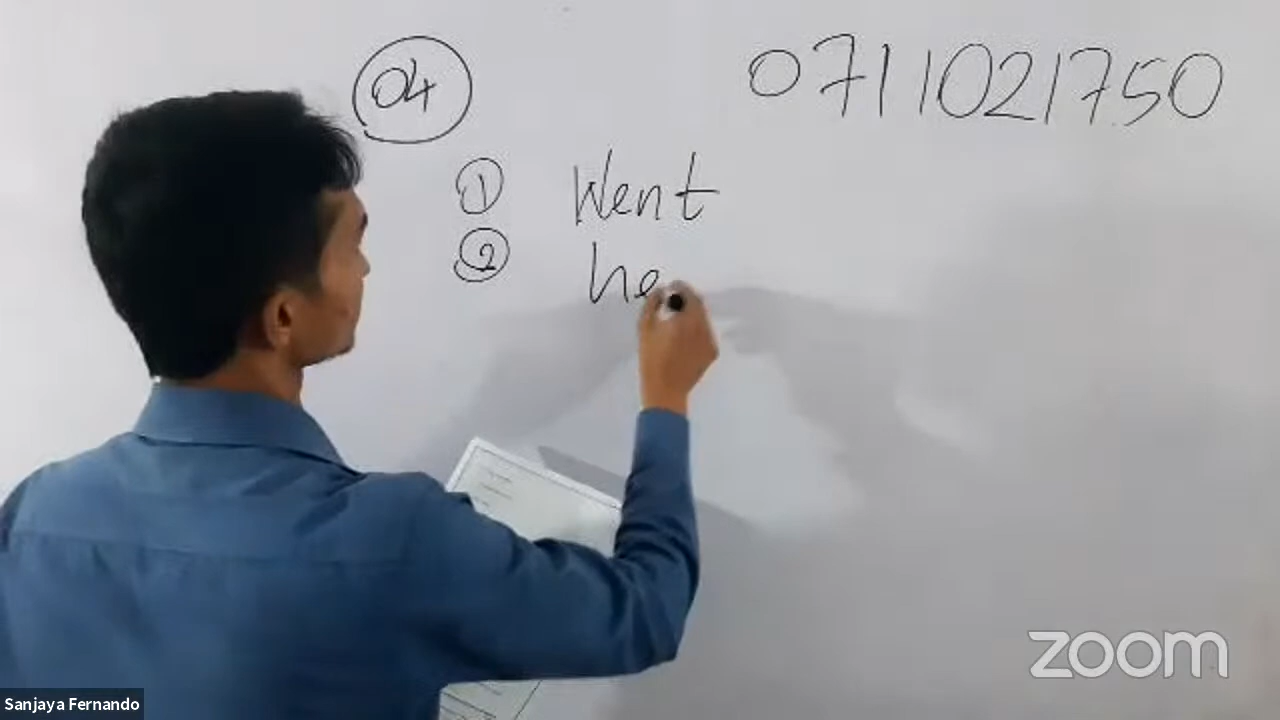 04
0711021750
① Went
② he
zoom
Sanjaya Fernando